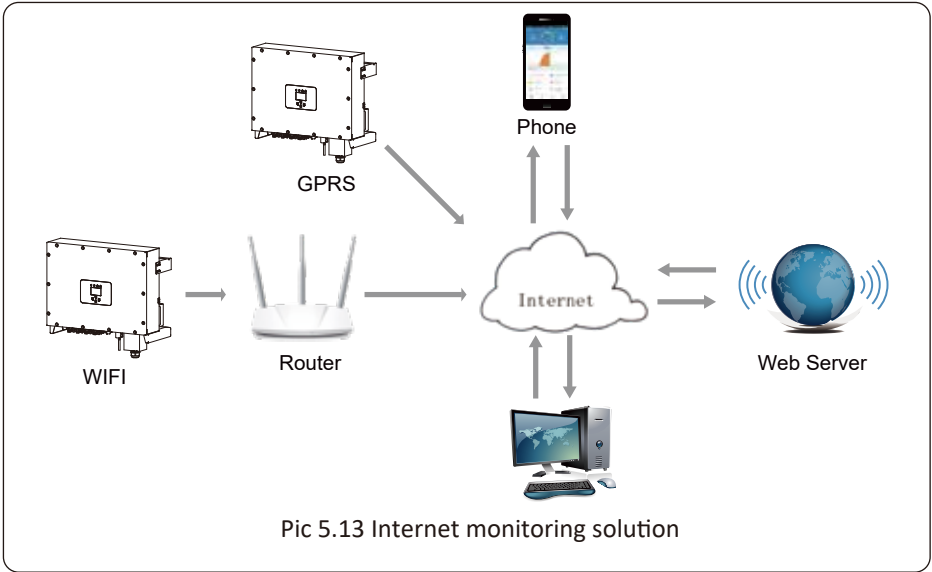 Phone
GPRS
Internet
WIFI
Router
Web Server
Pic 5.13 Internet monitoring solution